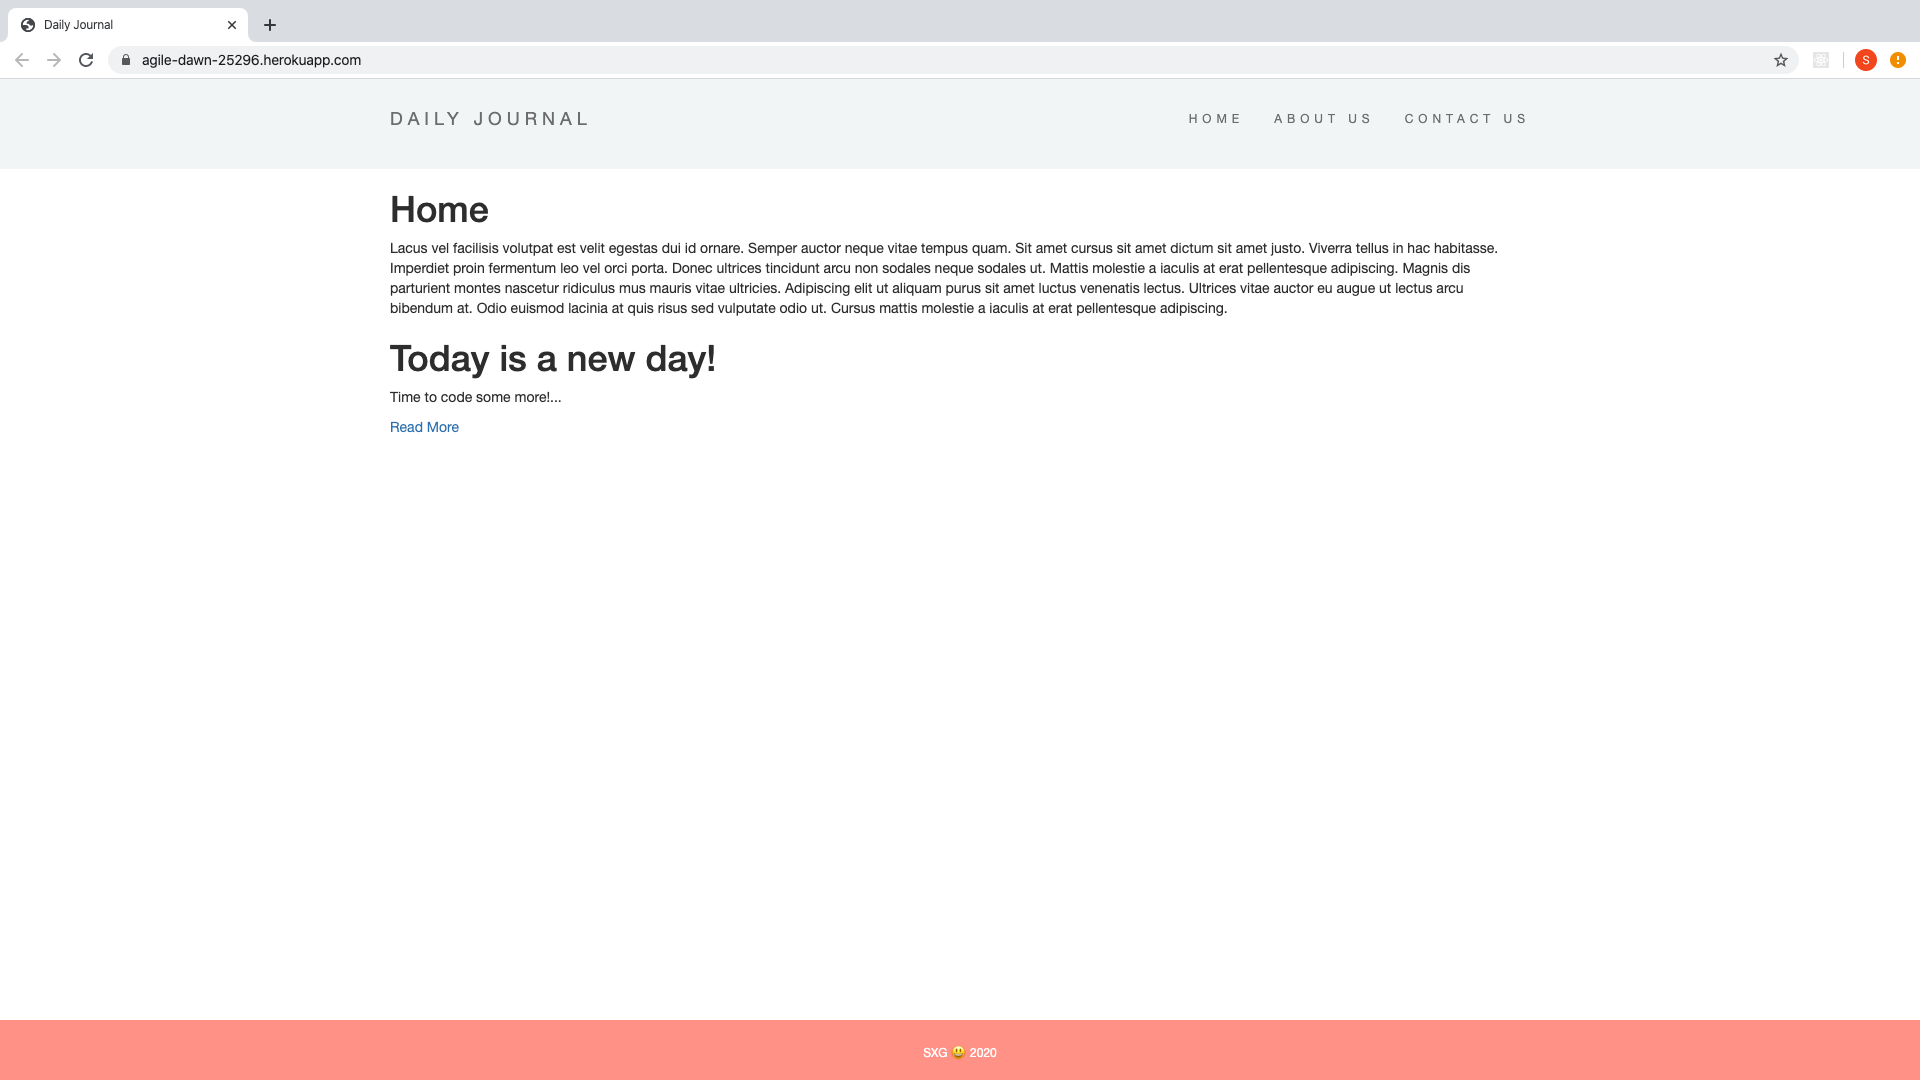 Daily Journal
agile-dawn-25296.herokuapp.com
S
DAILY JOURNAL
HOME ABOUT US CONTACT US
Home
Lacus vel facilisis volutpat est velit egestas dui id ornare. Semper auctor neque vitae tempus quam. Sit amet cursus sit amet dictum sit amet justo. Viverra tellus in hac habitasse.
Imperdiet proin fermentum leo vel orci porta. Donec ultrices tincidunt arcu non sodales neque sodales ut. Mattis molestie a iaculis at erat pellentesque adipiscing. Magnis dis
parturient montes nascetur ridiculus mus mauris vitae ultricies. Adipiscing elit ut aliquam purus sit amet luctus venenatis lectus. Ultrices vitae auctor eu augue ut lectus arcu
bibendum at. Odio euismod lacinia at quis risus sed vulputate odio ut. Cursus mattis molestie a iaculis at erat pellentesque adipiscing.
Today is a new day!
Time to code some more!...
Read More
SXG 😃 2020